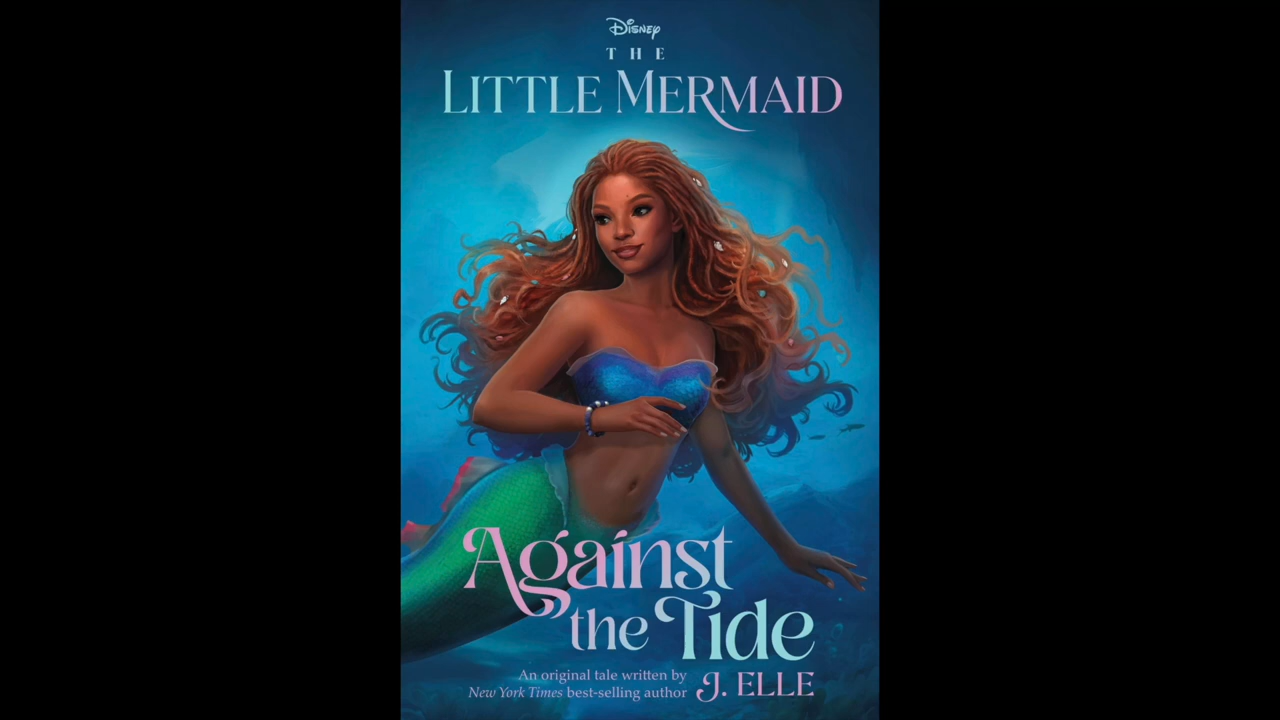 Disney
THE
LITTLE MERMAID
Against
the Tide
An original tale written by
New York Times best-selling author J. ELLE